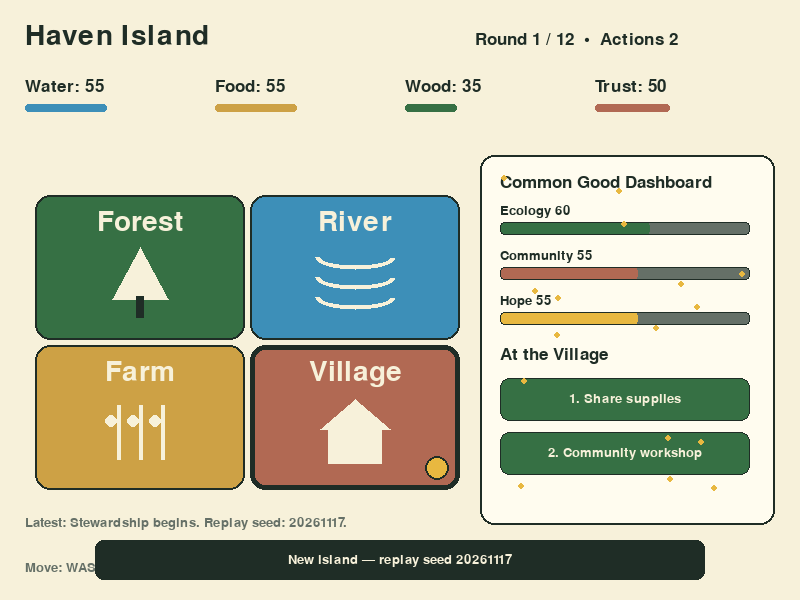 Haven Island
Round 1 / 12 • Actions 2
Water: 55
Food: 55
Wood: 35
Trust: 50
Forest
River
Farm
Village
Common Good Dashboard
Ecology 60
Community 55
Hope 55
At the Village
1. Share supplies
2. Community workshop
Latest: Stewardship begins. Replay seed: 20261117.
New Island — replay seed 20261117
Move: WAS